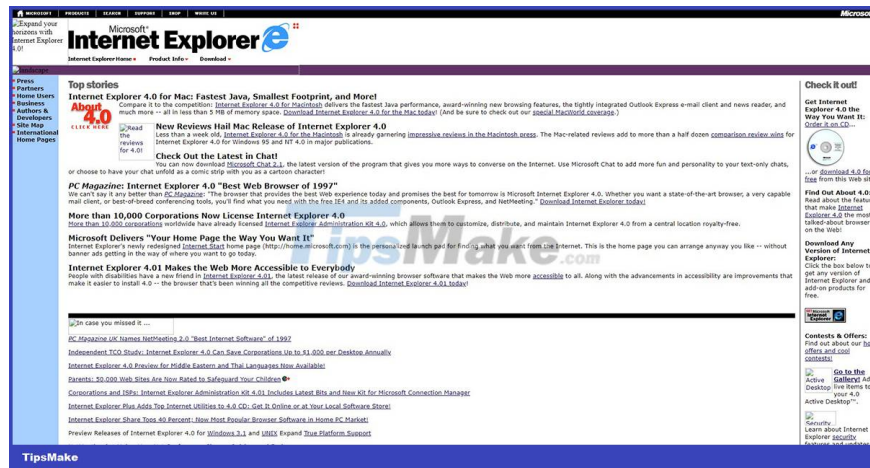 MICROSOFT PRODUCTS SEARCH SUPPORT SHOP WRITE US Microso
Expand your
horizons with
Internet Explorer
4.0!
Microsoft®
Internet Explorer
Internet Explorer Home Product Info Download
landscape
Press
Partners
Home Users
Business
Authors &
Developers
Site Map
International
Home Pages
Top stories
Internet Explorer 4.0 for Mac: Fastest Java, Smallest Footprint, and More!
About
4.0
CLICK HERE
Compare it to the competition: Internet Explorer 4.0 for Macintosh delivers the fastest Java performance, award-winning new browsing features, the tightly integrated Outlook Express e-mail client and news reader, and
much more -- all in less than 5 MB of memory space. Download Internet Explorer 4.0 for the Mac today! (And be sure to check out our special MacWorld coverage.)
Read
the
reviews
for 4.0!
New Reviews Hail Mac Release of Internet Explorer 4.0
Less than a week old, Internet Explorer 4.0 for the Macintosh is already garnering impressive reviews in the Macintosh press. The Mac-related reviews add to more than a half dozen comparison review wins for
Internet Explorer 4.0 for Windows 95 and NT 4.0 in major publications.
Check Out the Latest in Chat!
You can now download Microsoft Chat 2.1, the latest version of the program that gives you more ways to converse on the Internet. Use Microsoft Chat to add more fun and personality to your text-only chats,
or choose to have your chat unfold as a comic strip with you as a cartoon character!
PC Magazine: Internet Explorer 4.0 "Best Web Browser of 1997"
We can't say it any better than PC Magazine: "The browser that provides the best Web experience today and promises the best for tomorrow is Microsoft Internet Explorer 4.0. Whether you want a state-of-the-art browser, a very capable
mail client, or best-of-breed conferencing tools, you'll find what you need with the free IE4 and its added components, Outlook Express, and NetMeeting." Download Internet Explorer today!
More than 10,000 Corporations Now License Internet Explorer 4.0
More than 10,000 corporations worldwide have already licensed Internet Explorer Administration Kit 4.0, which allows them to customize, distribute, and maintain Internet Explorer 4.0 from a central location royalty-free.
Microsoft Delivers "Your Home Page the Way You Want It"
Internet Explorer's newly redesigned Internet Start home page (http://home.microsoft.com) is the personalized launch pad for finding what you want from the Internet. This is the home page you can arrange anyway you like -- without
banner ads getting in the way of where you want to go today.
Internet Explorer 4.01 Makes the Web More Accessible to Everybody
People with disabilities have a new friend in Internet Explorer 4.01, the latest release of our award-winning browser software that makes the Web more accessible to all. Along with the advancements in accessibility are improvements that
make it easier to install 4.0 -- the browser that's been winning all the competitive reviews. Download Internet Explorer 4.01 today!
TipsMake.com
In case you missed it ...
PC Magazine UK Names NetMeeting 2.0 "Best Internet Software" of 1997
Independent TCO Study: Internet Explorer 4.0 Can Save Corporations Up to $1,000 per Desktop Annually
Internet Explorer 4.0 Preview for Middle Eastern and Thai Languages Now Available!
Parents: 50,000 Web Sites Are Now Rated to Safeguard Your Children
Corporations and ISPs: Internet Explorer Administration Kit 4.01 Includes Latest Bits and New Kit for Microsoft Connection Manager
Internet Explorer Plus Adds Top Internet Utilities to 4.0 CD: Get It Online or at Your Local Software Store!
Internet Explorer Share Tops 40 Percent; Now Most Popular Browser Software in Home PC Market!
Preview Releases of Internet Explorer 4.0 for Windows 3.1 and UNIX Expand True Platform Support
Check it out!
Get Internet
Explorer 4.0 the
Way You Want It:
Order it on CD...
...or download 4.0 for
free from this Web sit
Find Out About 4.0:
Read about the featur
that make Internet
Explorer 4.0 the most
talked-about browser
on the Web!
Download Any
Version of Internet
Explorer:
Click the box below to
get any version of
Internet Explorer and
add-on products for
free.
Microsoft
Internet
Explorer
Contests & Offers:
Find out about our ho
offers and cool
contests!
Active
Desktop
Go to the
Gallery! Ad
live items to
your 4.0
Active Desktop™.
Security
Learn about Internet
Explorer security
features and updates
TipsMake